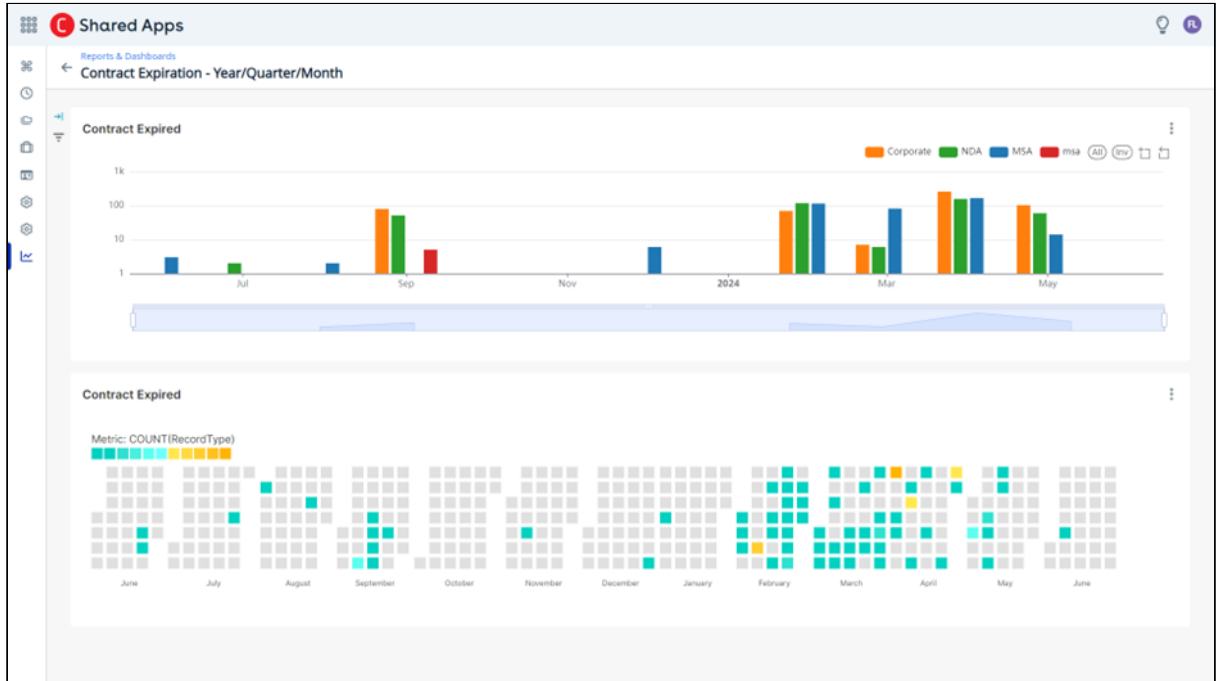 C Shared Apps
FL
Reports & Dashboards
Contract Expiration - Year/Quarter/Month
Contract Expired
Corporate NDA MSA msa All Inv
1k
100
10
1
Jul Sep Nov 2024 Mar May
Contract Expired
Metric: COUNT(RecordType)
June July August September October November December January February March April May June